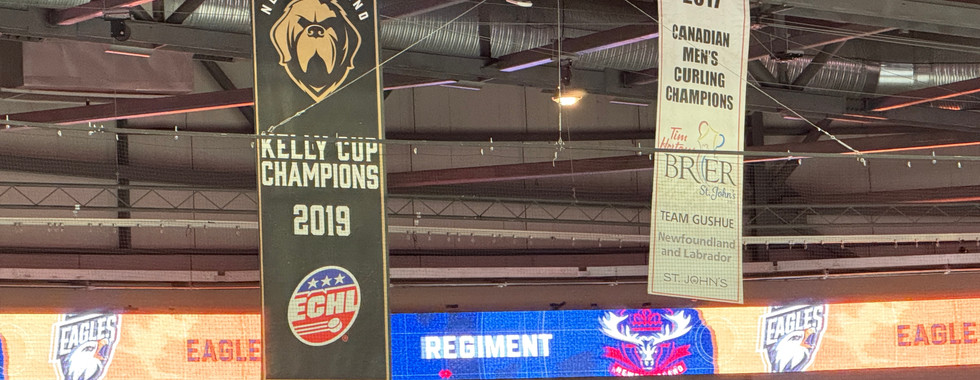 KELLY CUP
CHAMPIONS
2019
ECHL
2017
CANADIAN
MEN'S
CURLING
CHAMPIONS
Tim
Hortons
BRIER
St. John's
TEAM GUSHUE
Newfoundland
and Labrador
ST. JOHN'S
EAGLES
EAGLE
REGIMENT
EAGLES
EAGLES